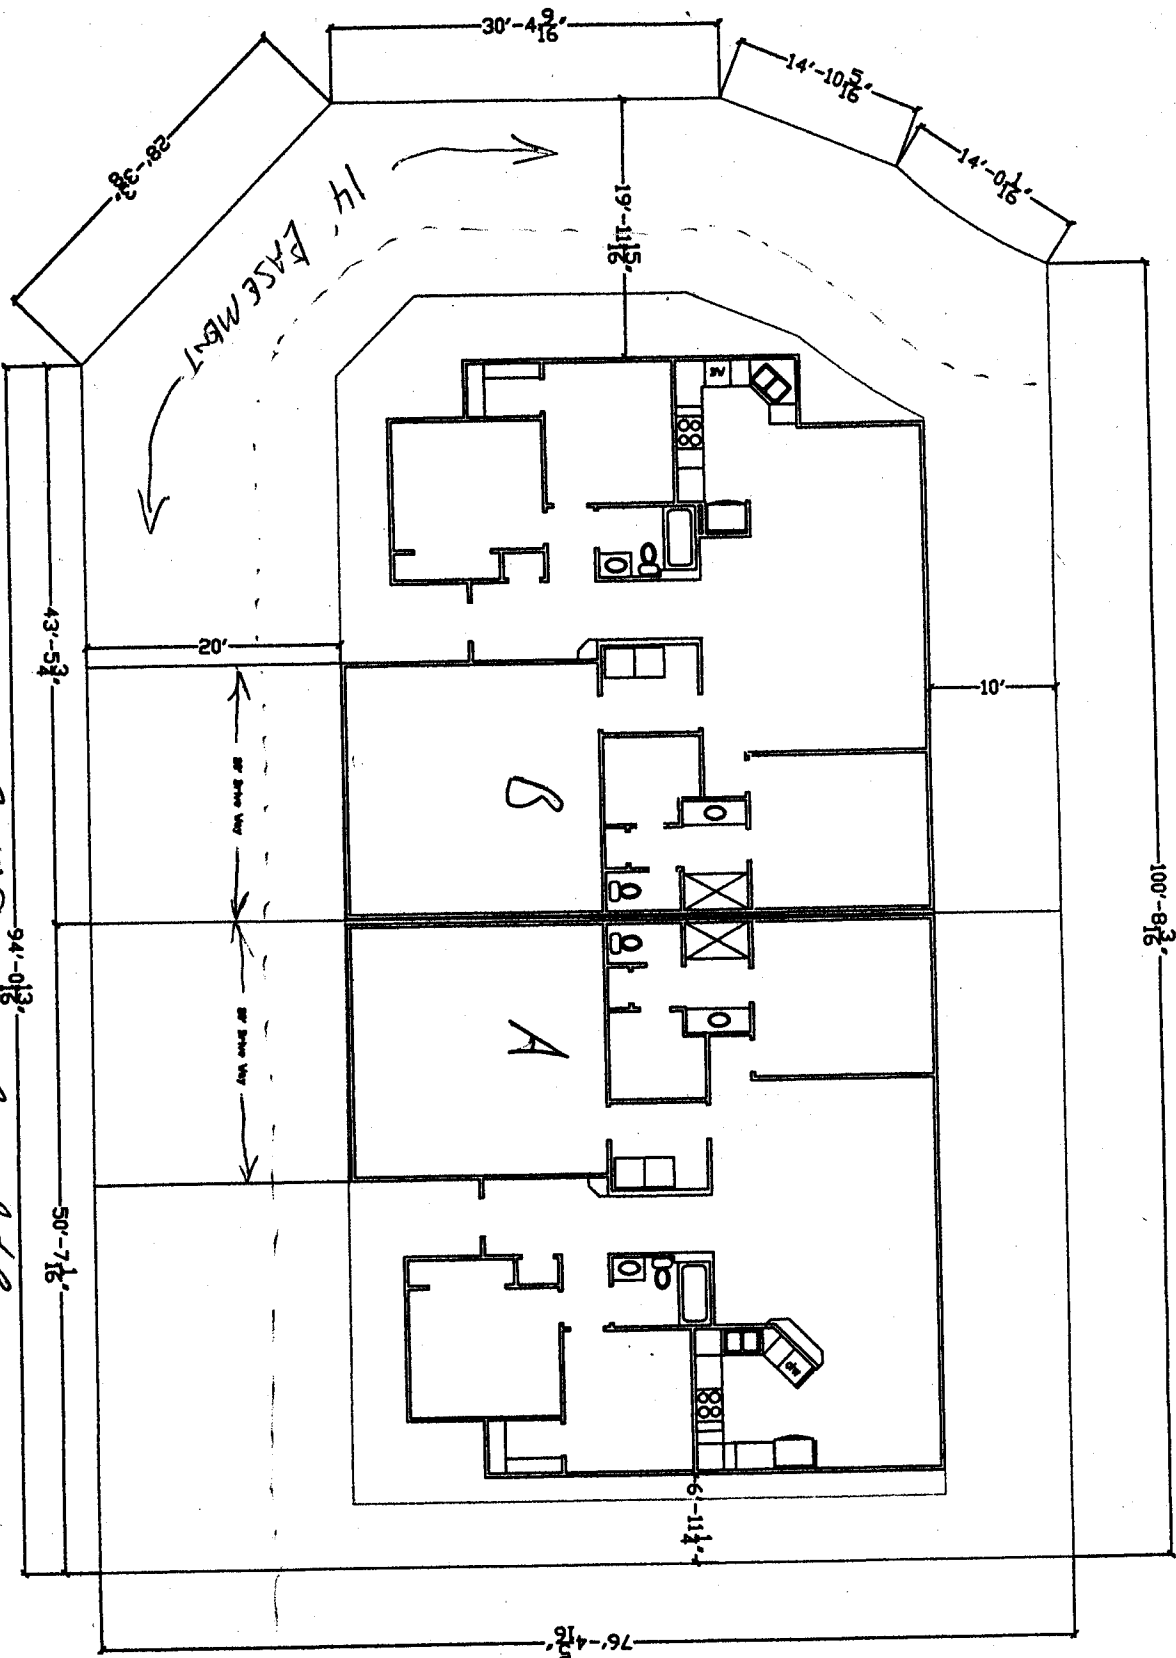 30'-4 9/16"
14'-10 5/16"
14'-0 1/16"
28'-3 3/8"
19'-11 15/16"
14' EASEMENT
43'-5 3/4"
20'
10'
20' Drive Way
B
100'-8 3/16"
94'-0 13/16"
A
20' Drive Way
50'-7 1/16"
DW
6'-11 1/4"
76'-4 5/16"